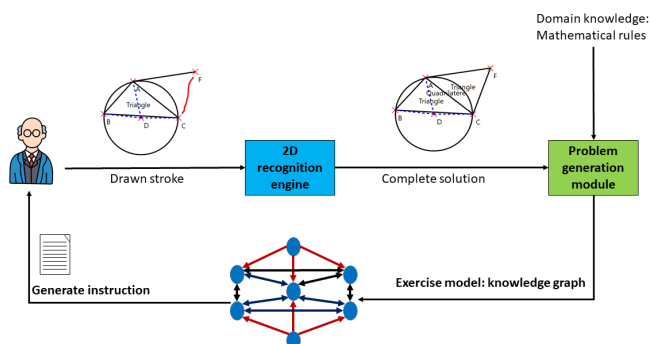 Domain knowledge:
Mathematical rules
F
A
Triangle
B
D
C
F
A
Triangle
Quadrilatère
Triangle
B
D
C
2D
recognition
engine
Problem
generation
module
Drawn stroke
Complete solution
Generate instruction
Exercise model: knowledge graph